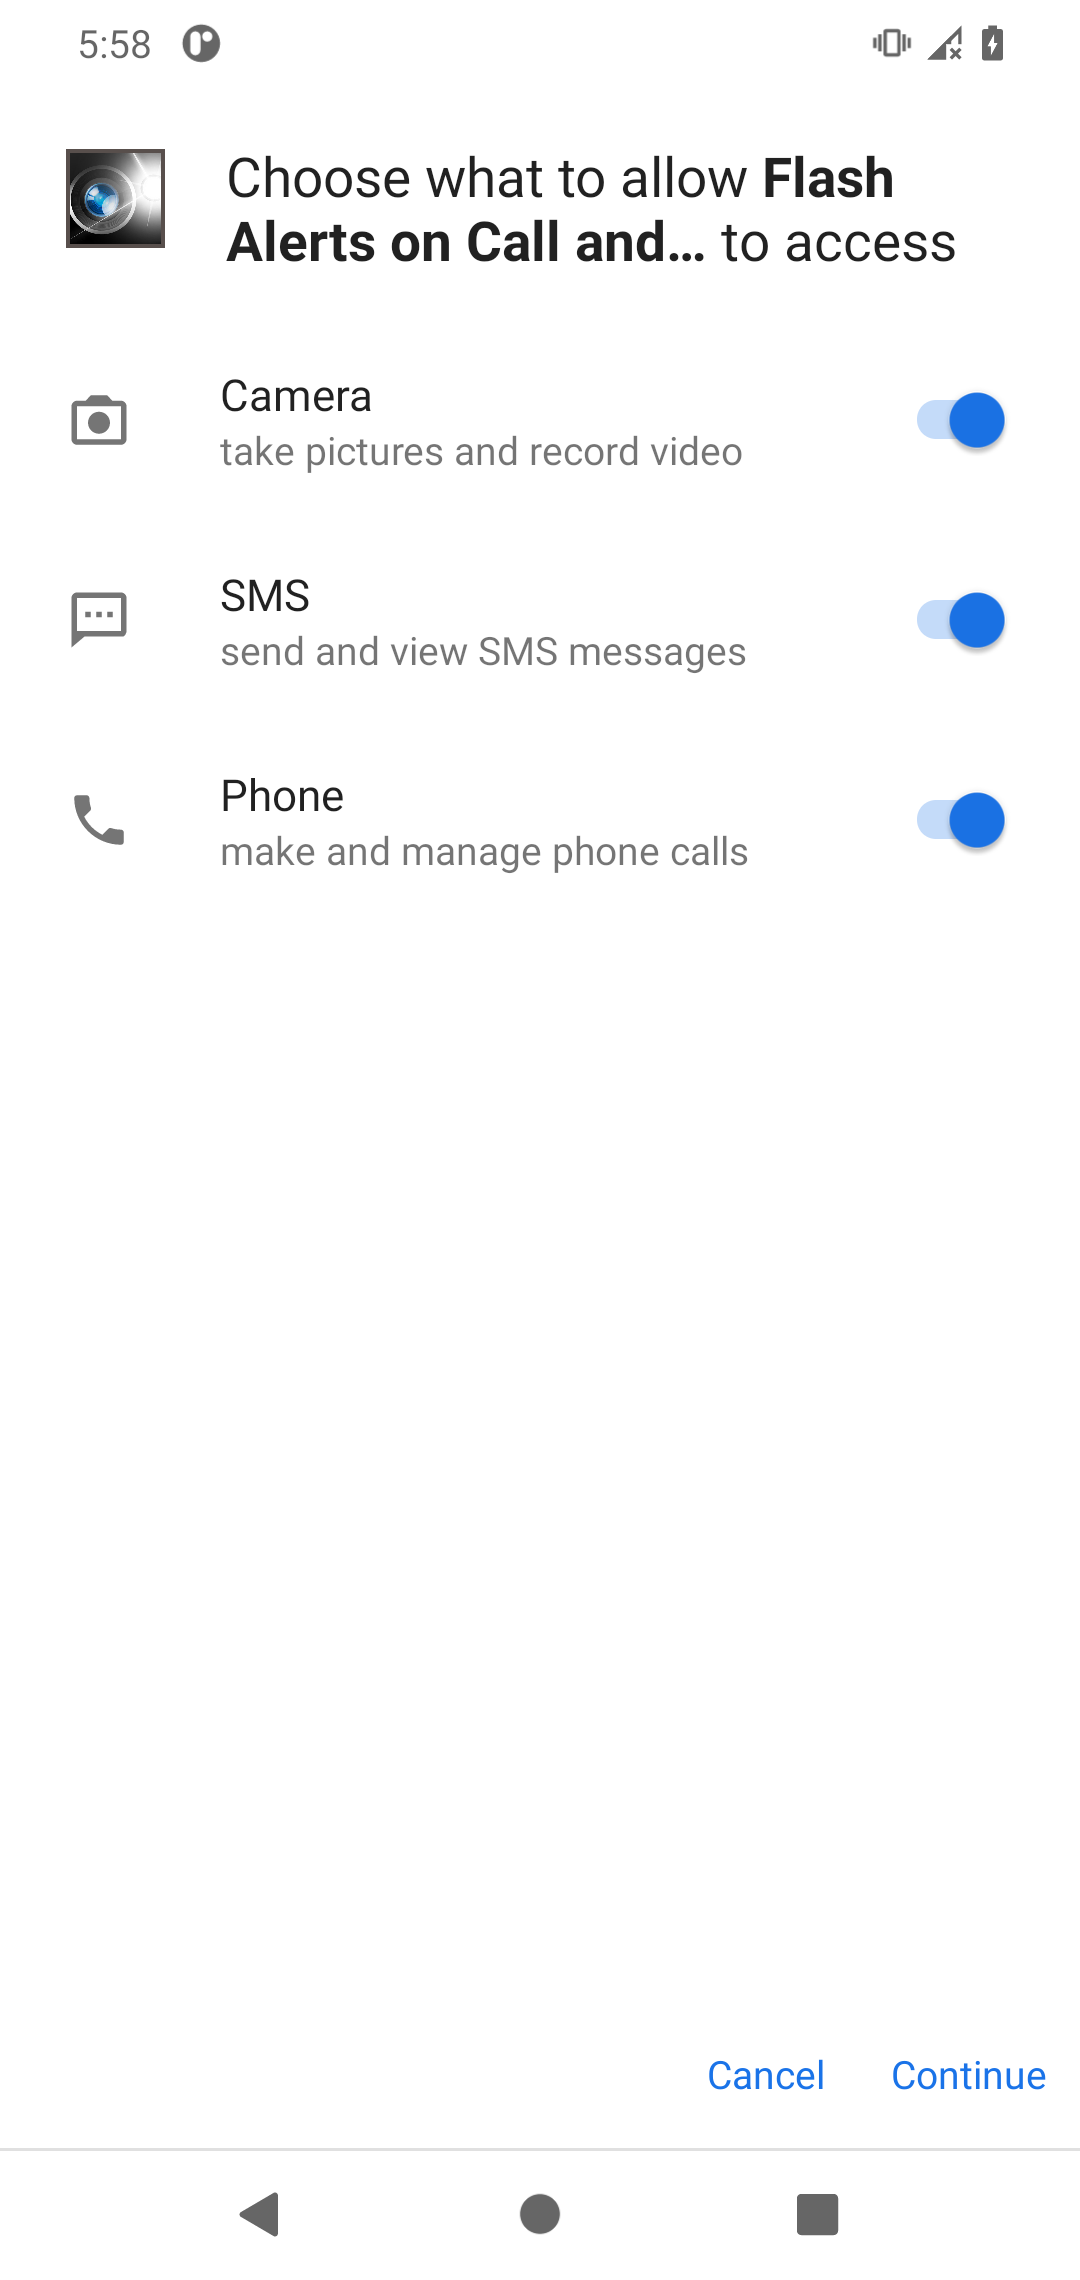 5:58
Choose what to allow Flash
Alerts on Call and… to access
Camera
take pictures and record video
SMS
send and view SMS messages
Phone
make and manage phone calls
Cancel Continue